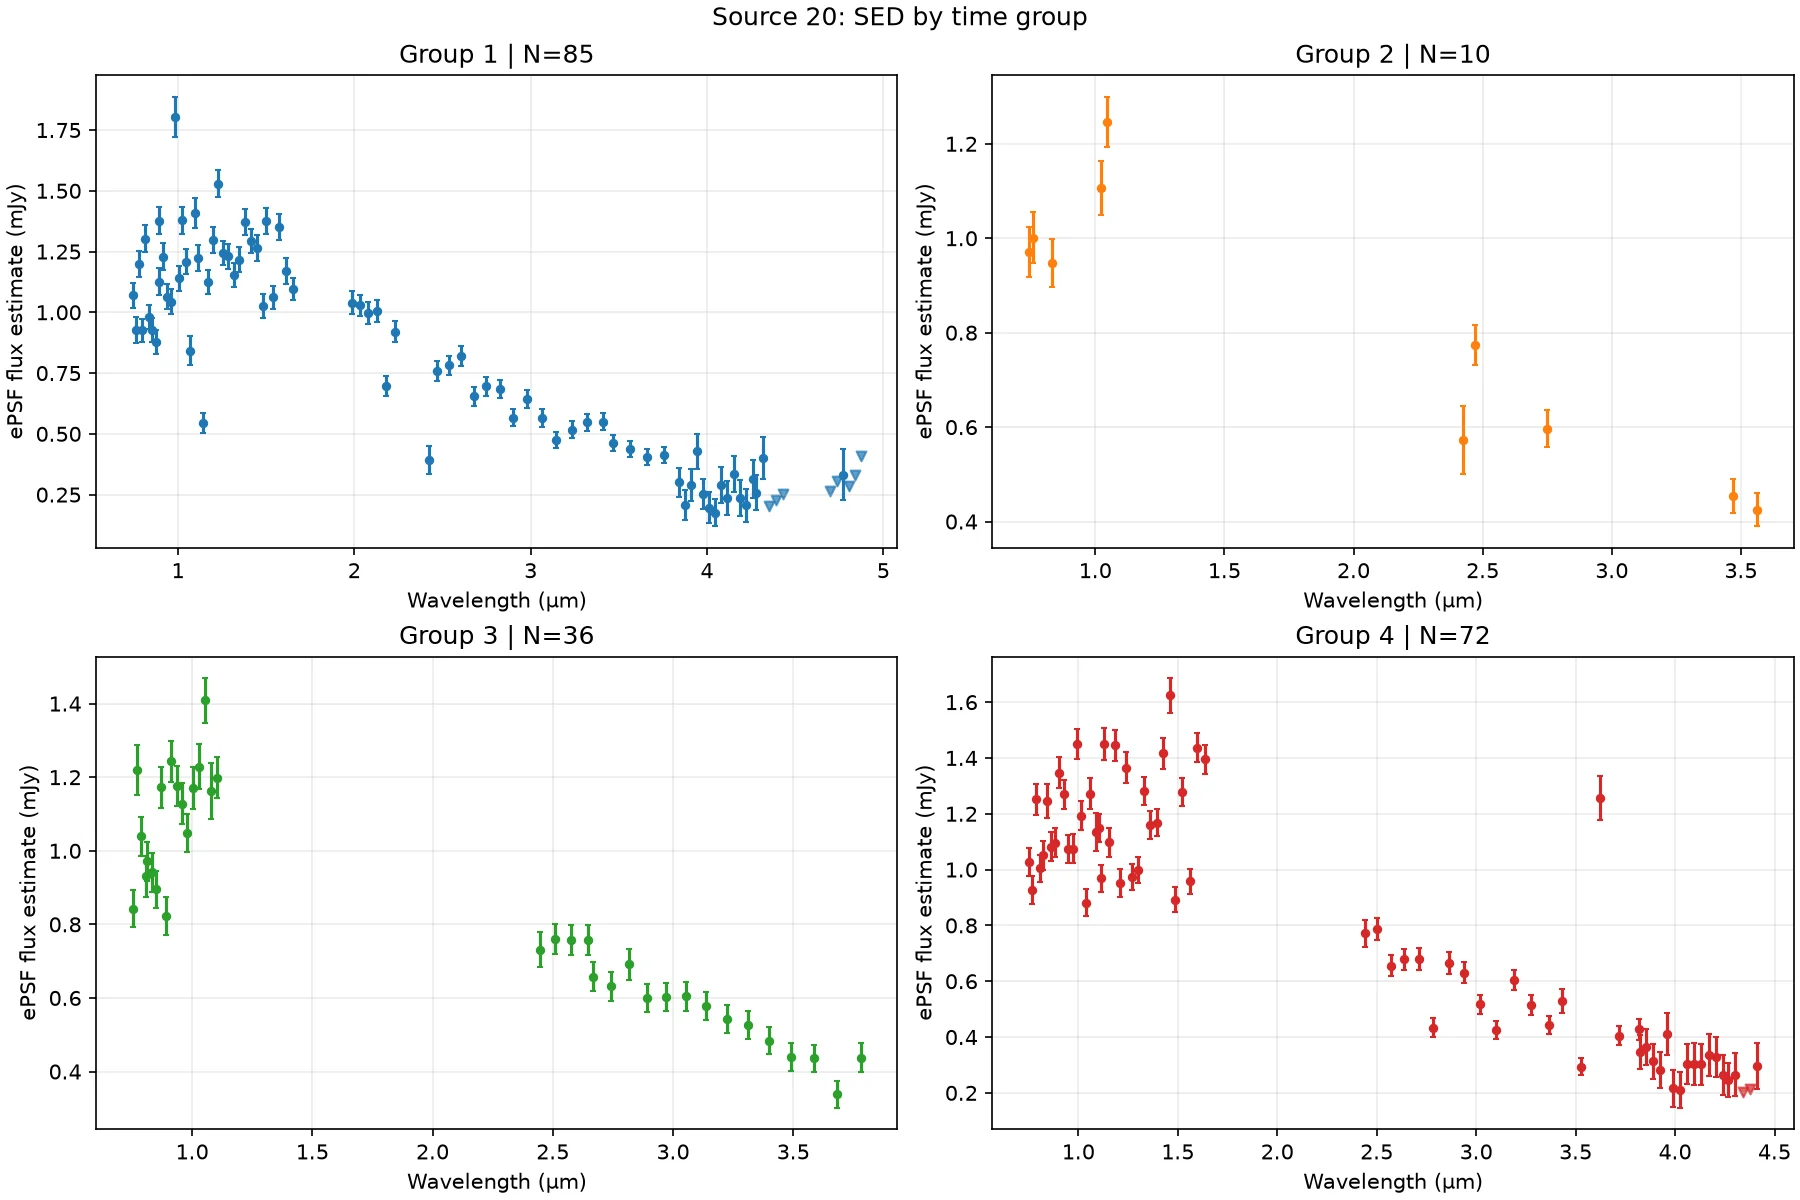 Source 20: SED by time group
Group 1 | N=85
ePSF flux estimate (mJy)
1.75
1.50
1.25
1.00
0.75
0.50
0.25
1 2 3 4 5
Wavelength (µm)
Group 2 | N=10
ePSF flux estimate (mJy)
1.2
1.0
0.8
0.6
0.4
1.0 1.5 2.0 2.5 3.0 3.5
Wavelength (µm)
Group 3 | N=36
ePSF flux estimate (mJy)
1.4
1.2
1.0
0.8
0.6
0.4
1.0 1.5 2.0 2.5 3.0 3.5
Wavelength (µm)
Group 4 | N=72
ePSF flux estimate (mJy)
1.6
1.4
1.2
1.0
0.8
0.6
0.4
0.2
1.0 1.5 2.0 2.5 3.0 3.5 4.0 4.5
Wavelength (µm)